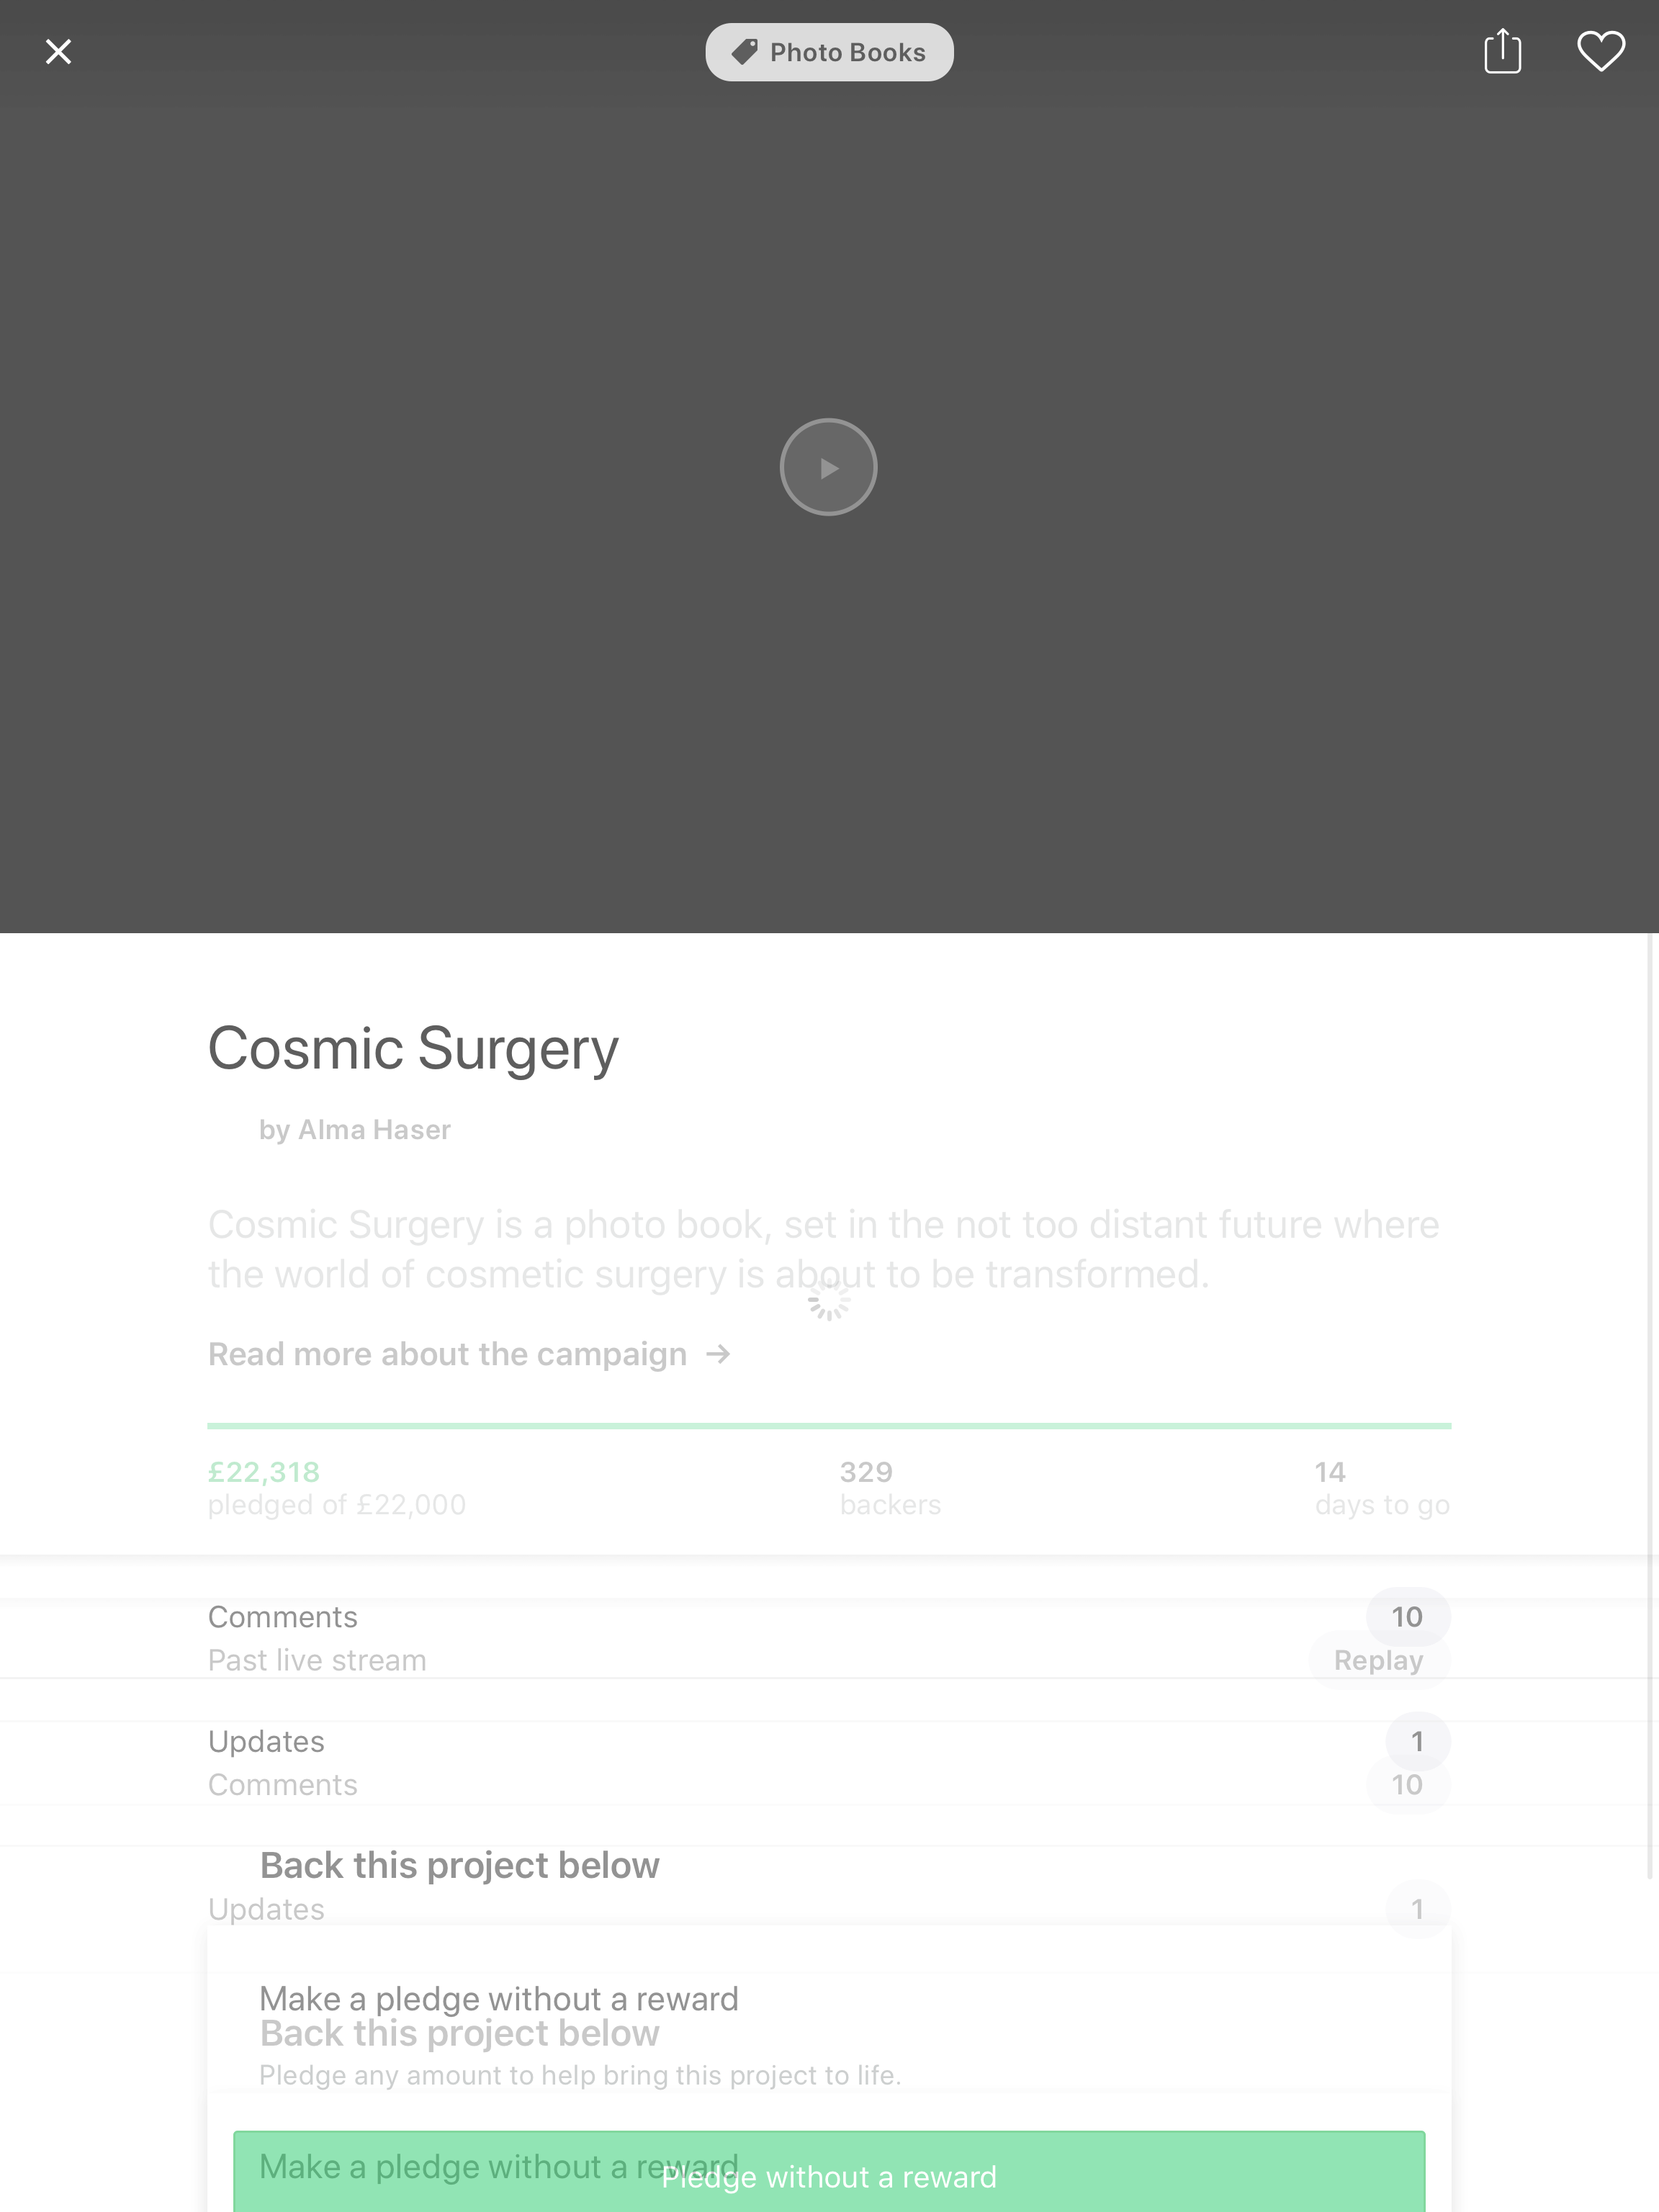 Photo Books
Cosmic Surgery
by Alma Haser
Cosmic Surgery is a photo book, set in the not too distant future where
the world of cosmetic surgery is about to be transformed.
Read more about the campaign →
£22,318
pledged of £22,000
329
backers
14
days to go
Comments 10
Past live stream Replay
Updates 1
Comments 10
Back this project below
Updates 1
Make a pledge without a reward
Back this project below
Pledge any amount to help bring this project to life.
Make a pledge without a reward
Pledge without a reward